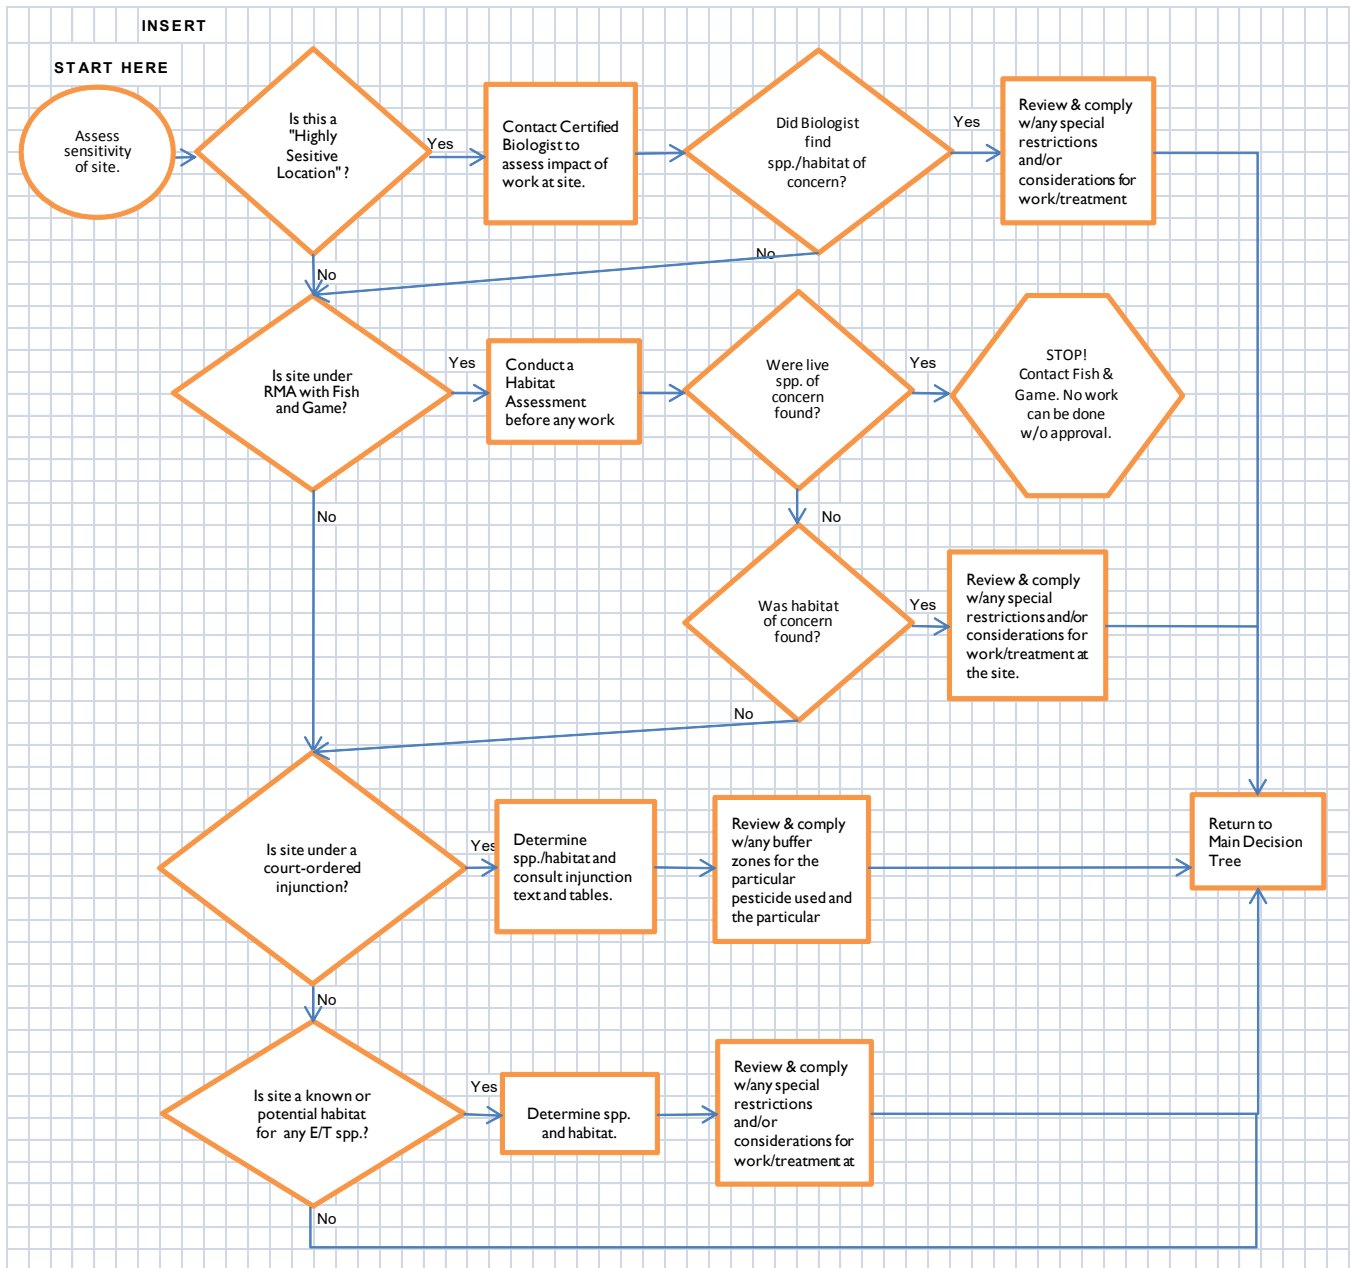 INSERT
START HERE
Assess
sensitivity
of site.
Is this a
"Highly
Sesitive
Location" ?
Yes
Contact Certified
Biologist to
assess impact of
work at site.
Did Biologist
find
spp./habitat of
concern?
Yes
Review & comply
w/any special
restrictions
and/or
considerations for
work/treatment
No
No
Is site under
RMA with Fish
and Game?
Yes
Conduct a
Habitat
Assessment
before any work
Were live
spp. of
concern
found?
Yes
STOP!
Contact Fish &
Game. No work
can be done
w/o approval.
No
No
Was habitat
of concern
found?
Yes
Review & comply
w/any special
restrictions and/or
considerations for
work/treatment at
the site.
No
Is site under a
court-ordered
injunction?
Yes
Determine
spp./habitat and
consult injunction
text and tables.
Review & comply
w/any buffer
zones for the
particular
pesticide used and
the particular
Return to
Main Decision
Tree
No
Is site a known or
potential habitat
for any E/T spp.?
Yes
Determine spp.
and habitat.
Review & comply
w/any special
restrictions
and/or
considerations for
work/treatment at
No